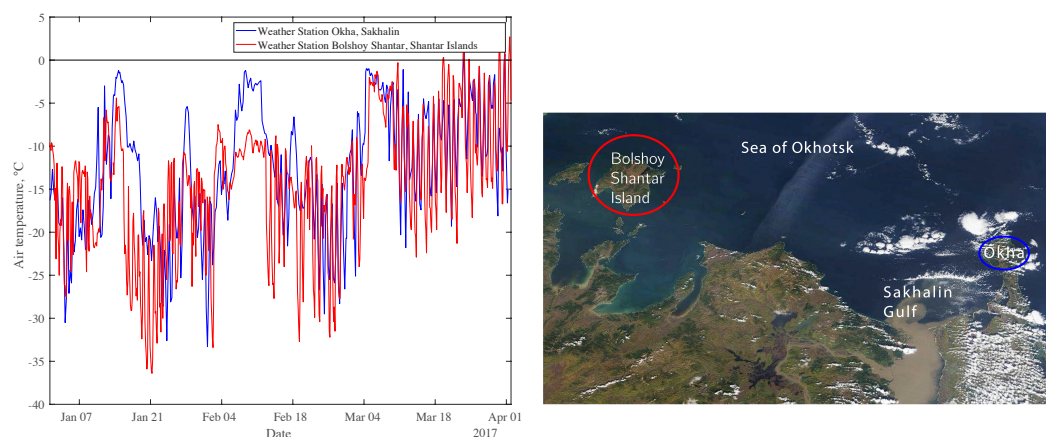 5
0
-5
-10
-15
-20
-25
-30
-35
-40
Air temperature, °C
Weather Station Okha, Sakhalin
Weather Station Bolshoy Shantar, Shantar Islands
Jan 07
Jan 21
Feb 04
Feb 18
Mar 04
Mar 18
Apr 01
Date
2017
Bolshoy
Shantar
Island
Sea of Okhotsk
Okha
Sakhalin
Gulf